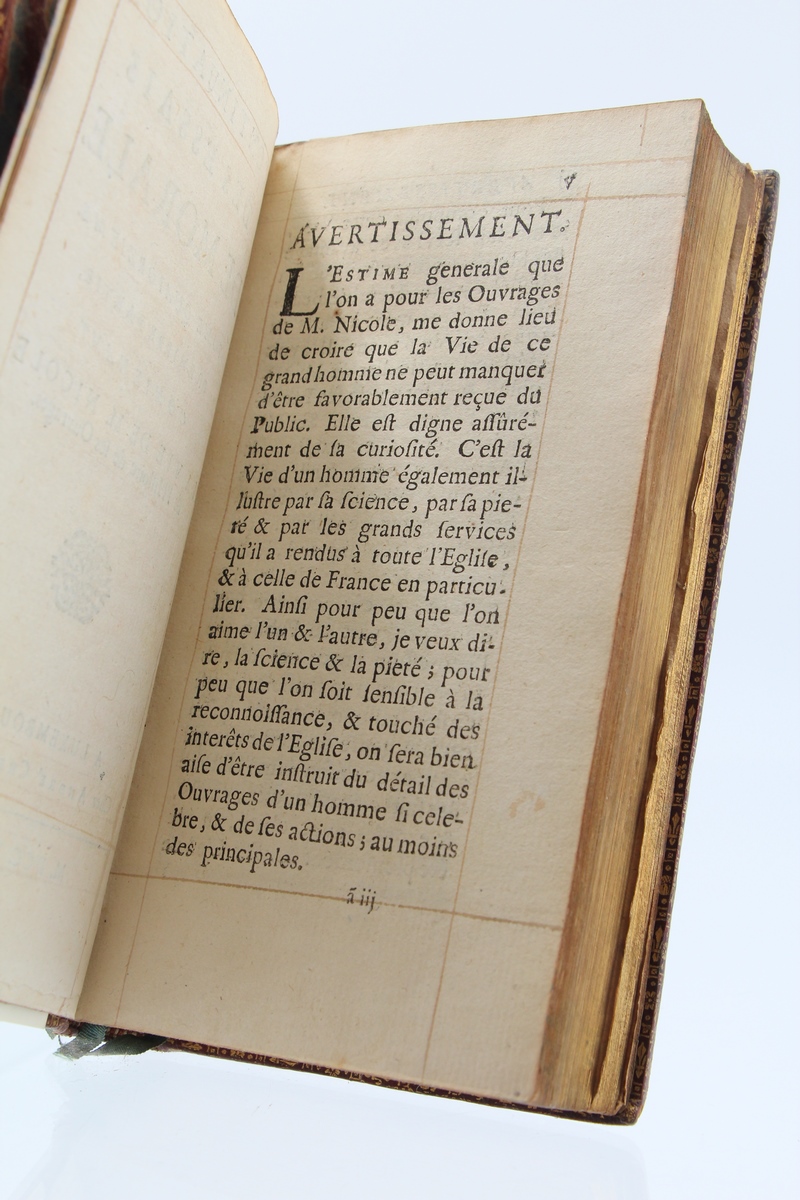 v
AVERTISSEMENT.
L'ESTIME generale que
l'on a pour les Ouvrages
de M. Nicole, me donne lieu
de croire que la Vie de ce
grand homme ne peut manquer
d'être favorablement reçue du
Public. Elle eſt digne aſſûré-
ment de ſa curioſité. C'eſt la
Vie d'un homme également il-
luſtre par ſa ſcience, par ſa pie-
té & par les grands ſervices
qu'il a rendus à toute l'Egliſe,
& à celle de France en particu-
lier. Ainſi pour peu que l'on
aime l'un & l'autre, je veux di-
re, la ſcience & la pieté ; pour
peu que l'on ſoit ſenſible à la
reconnoiſſance, & touché des
interêts de l'Egliſe, on ſera bien
aiſe d'être inſtruit du détail des
Ouvrages d'un homme ſi cele-
bre, & de ſes actions ; au moins
des principales.
ã iij